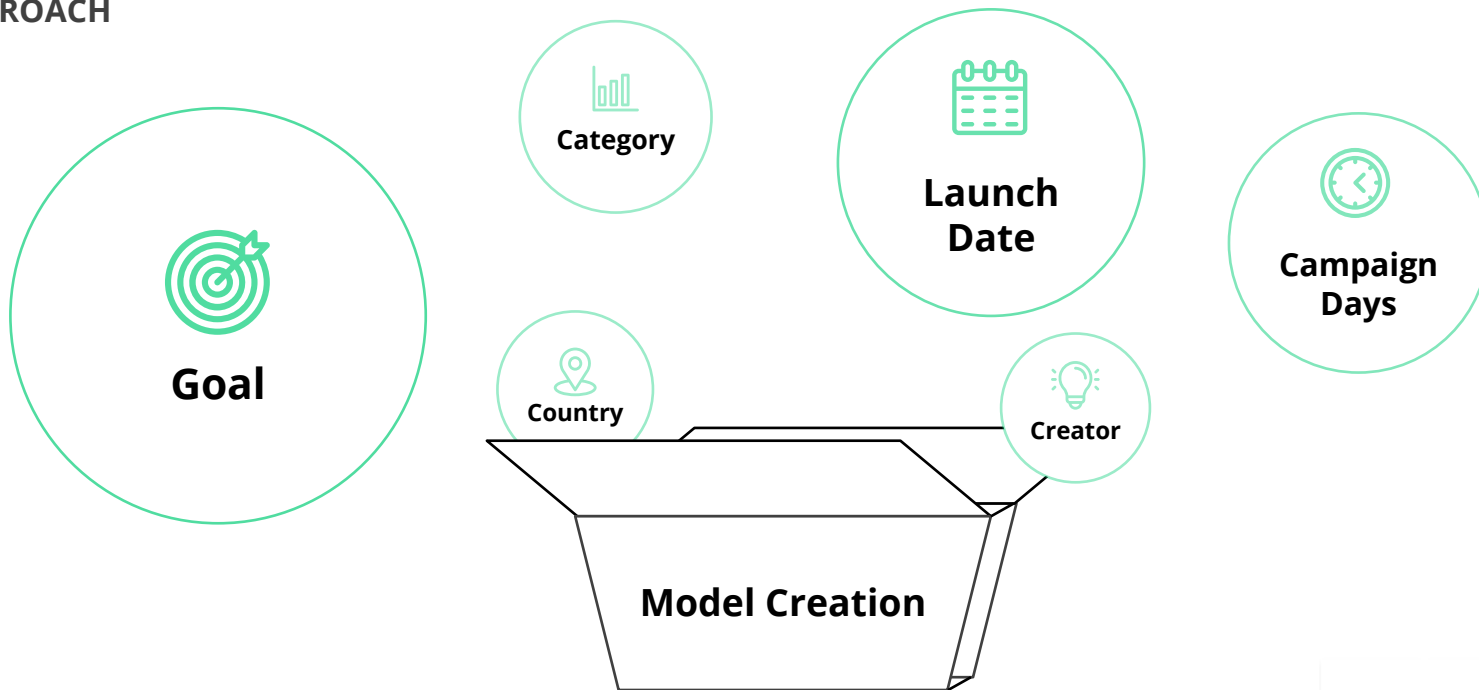 ROACH
Category
Launch
Date
Campaign
Days
Goal
Country
Creator
Model Creation